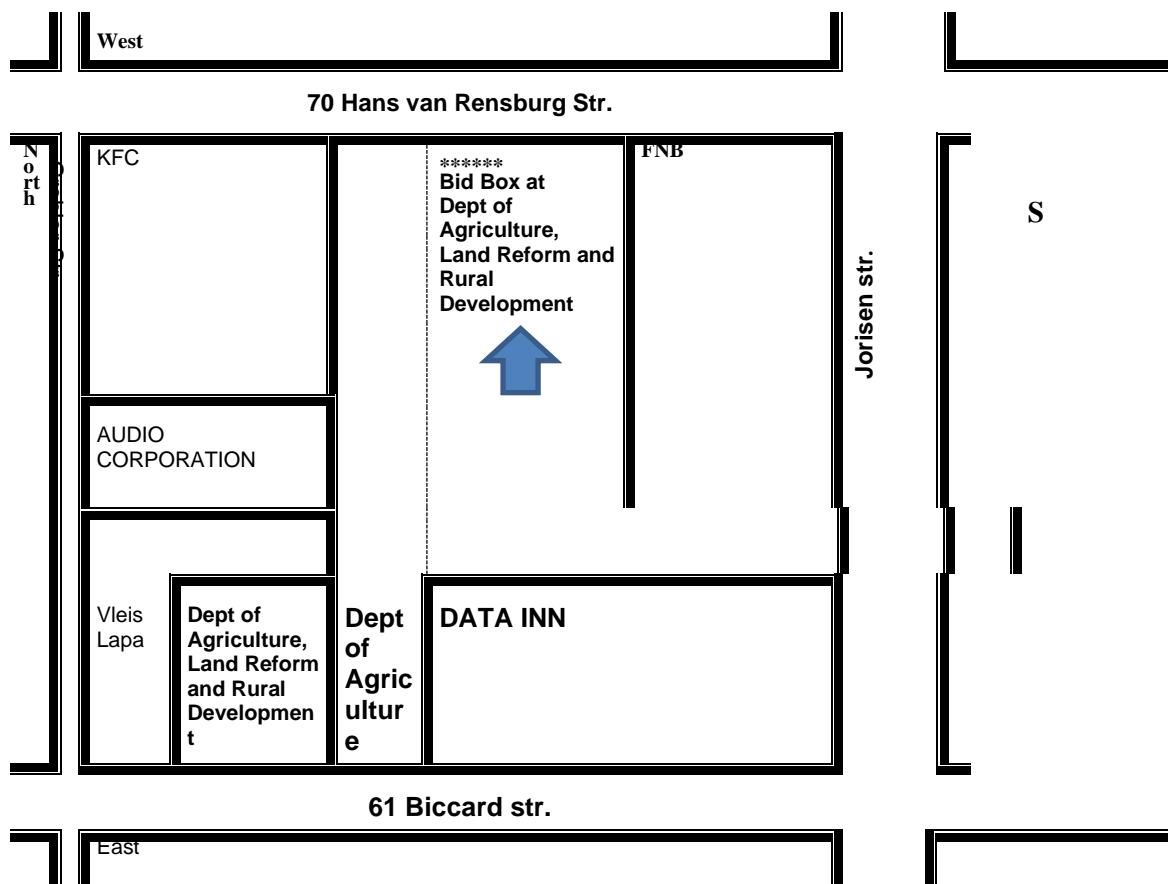 West
70 Hans van Rensburg Str.
N
o
rt
h
KFC
******
Bid Box at
Dept of
Agriculture,
Land Reform and
Rural
Development
FNB
S
Jorisen str.
AUDIO
CORPORATION
Vleis
Lapa
Dept of
Agriculture,
Land Reform
and Rural
Developmen
t
Dept
of
Agric
ultur
e
DATA INN
61 Biccard str.
East